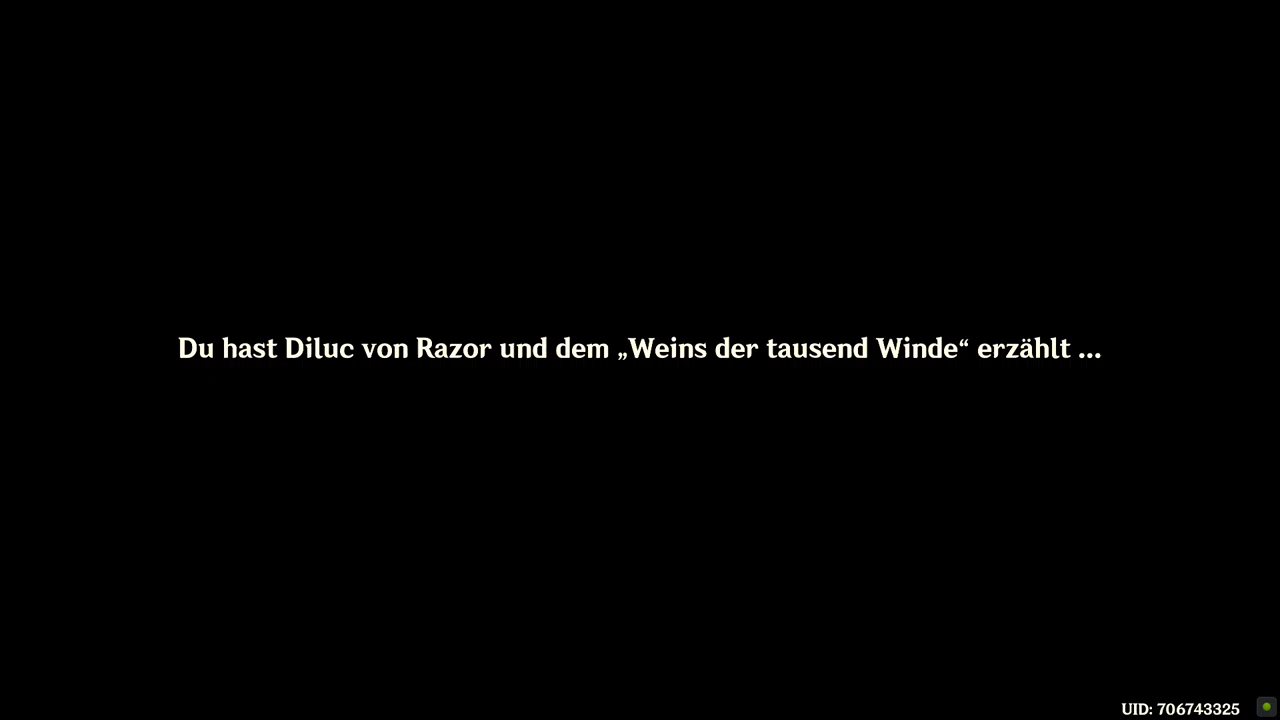 Du hast Diluc von Razor und dem „Weins der tausend Winde“ erzählt ...
UID: 706743325